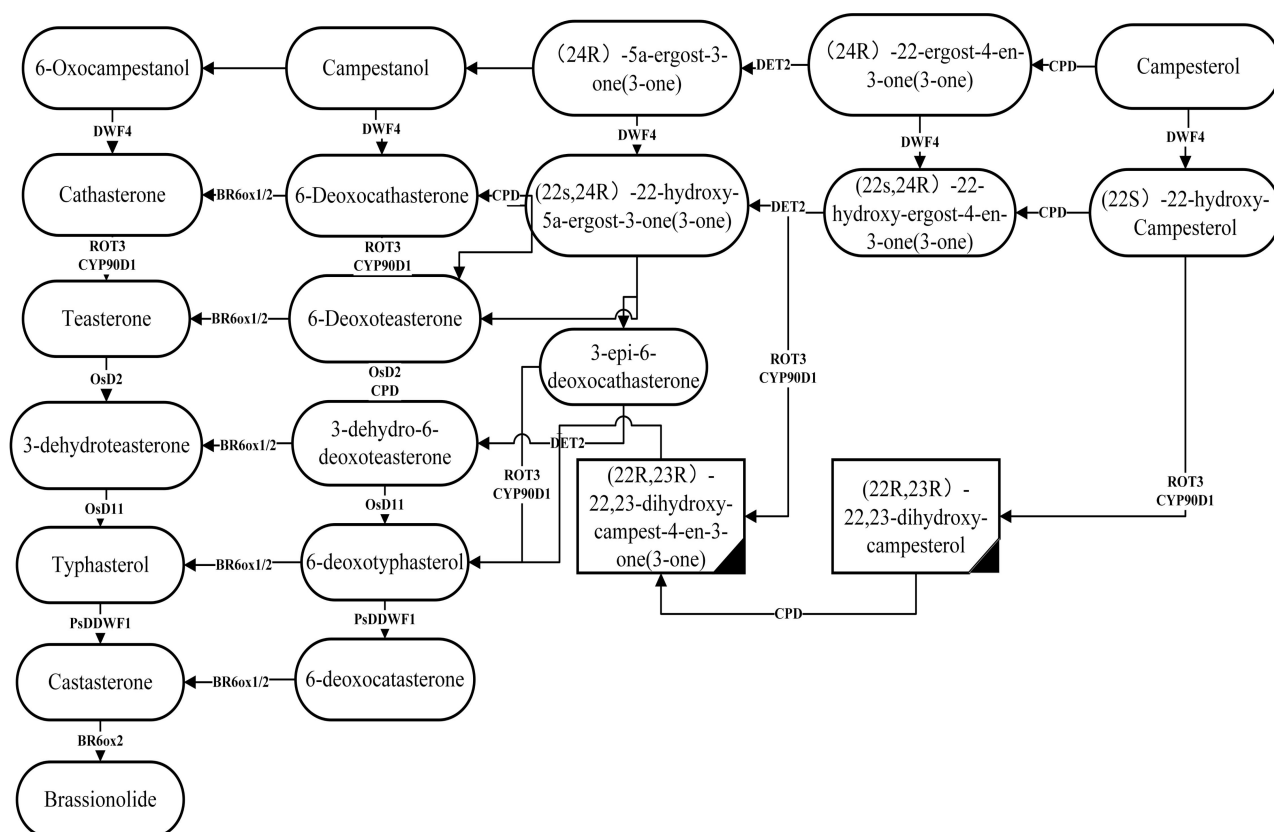 6-Oxocampestanol
Campestanol
（24R）-5a-ergost-3-
one(3-one)
（24R）-22-ergost-4-en-
3-one(3-one)
Campesterol
DET2
CPD
DWF4
DWF4
DWF4
DWF4
DWF4
Cathasterone
BR6ox1/2
6-Deoxocathasterone
CPD
(22s,24R）-22-hydroxy-
5a-ergost-3-one(3-one)
DET2
(22s,24R）-22-
hydroxy-ergost-4-en-
3-one(3-one)
CPD
(22S）-22-hydroxy-
Campesterol
ROT3
CYP90D1
ROT3
CYP90D1
Teasterone
BR6ox1/2
6-Deoxoteasterone
3-epi-6-
deoxocathasterone
ROT3
CYP90D1
OsD2
OsD2
CPD
3-dehydroteasterone
BR6ox1/2
3-dehydro-6-
deoxoteasterone
DET2
ROT3
CYP90D1
(22R,23R）-
22,23-dihydroxy-
campest-4-en-3-
one(3-one)
(22R,23R）-
22,23-dihydroxy-
campesterol
ROT3
CYP90D1
OsD11
OsD11
Typhasterol
BR6ox1/2
6-deoxotyphasterol
CPD
PsDDWF1
PsDDWF1
Castasterone
BR6ox1/2
6-deoxocatasterone
BR6ox2
Brassionolide